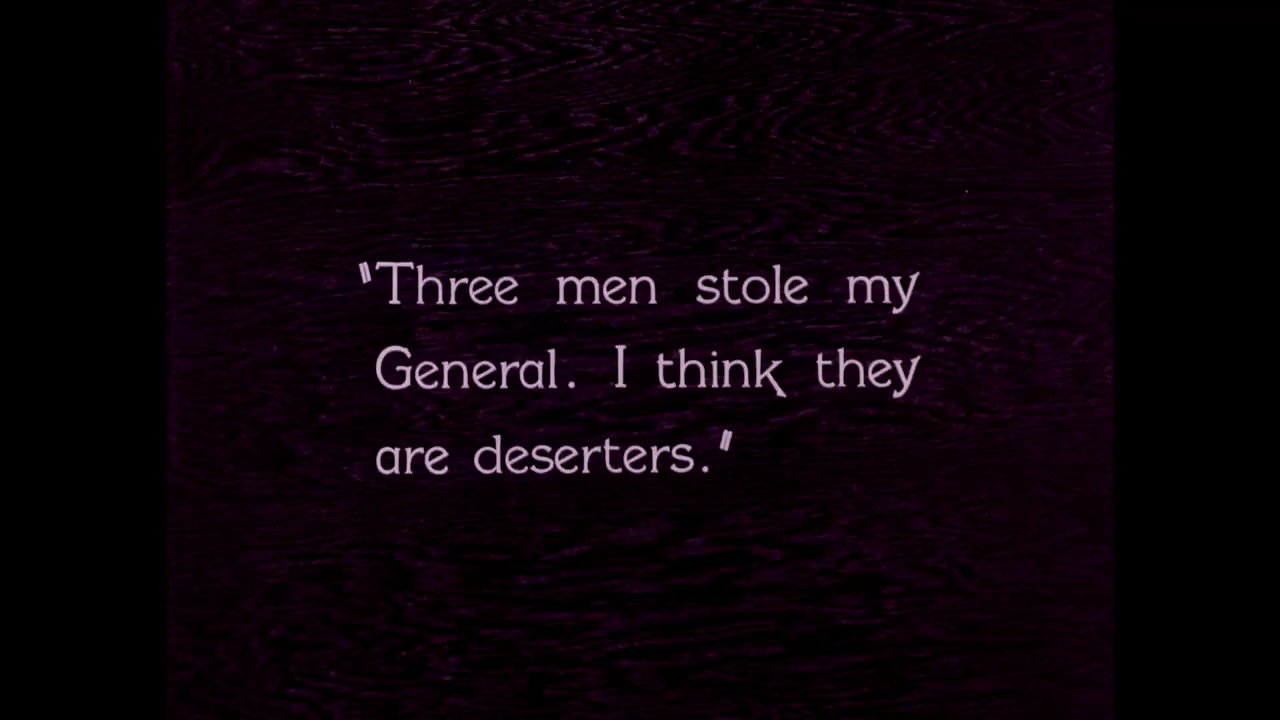 "Three men stole my
General. I think they
are deserters."